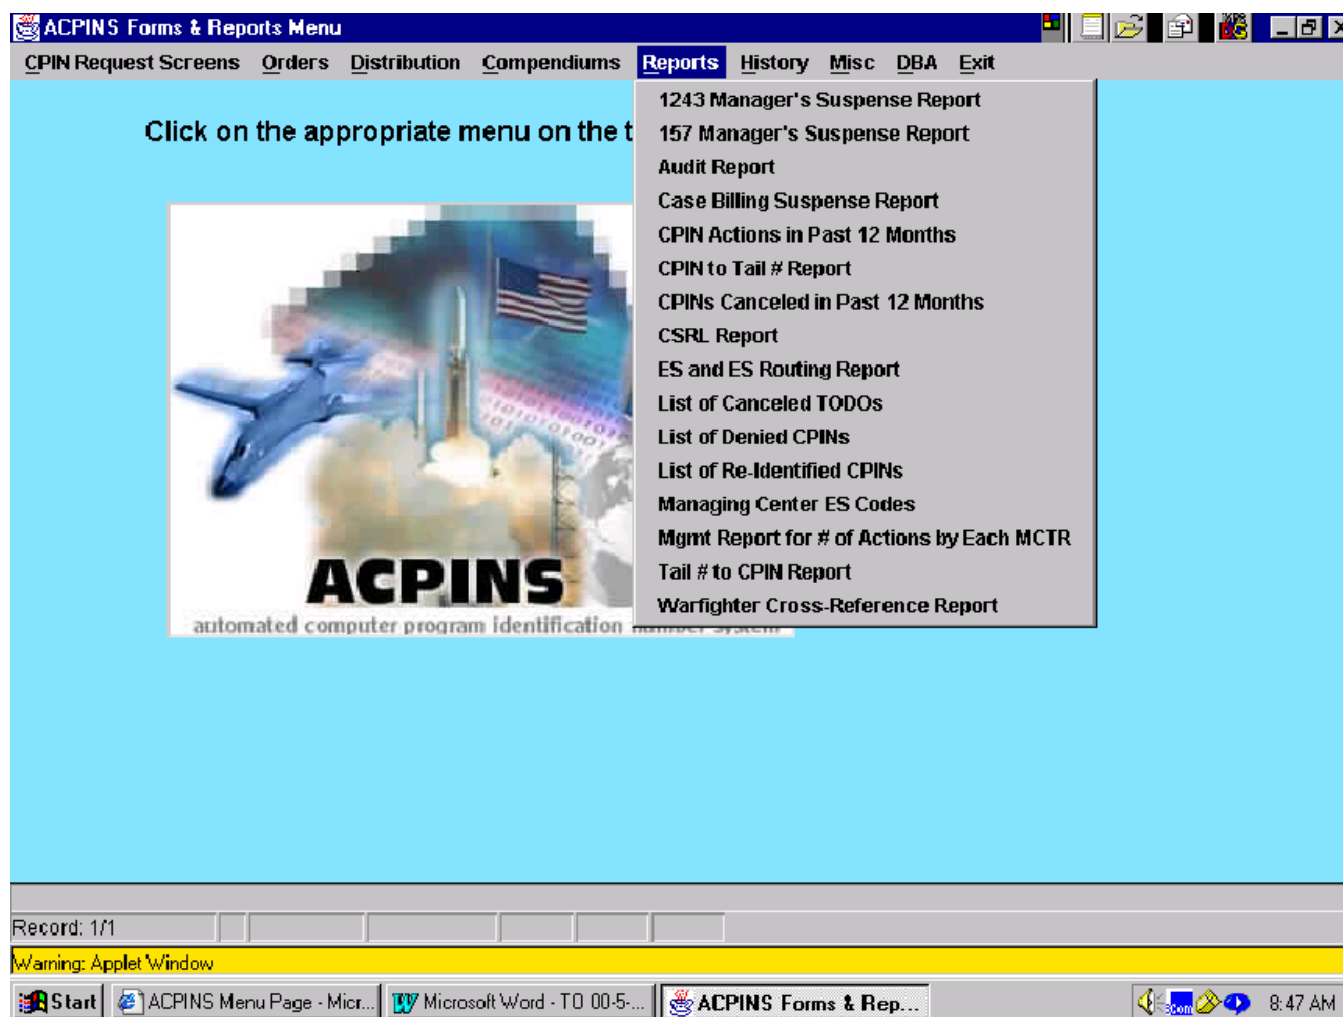 ACPINS Forms & Reports Menu
CPIN Request Screens Orders Distribution Compendiums Reports History Misc DBA Exit
Click on the appropriate menu on the t
1243 Manager's Suspense Report
157 Manager's Suspense Report
Audit Report
Case Billing Suspense Report
CPIN Actions in Past 12 Months
CPIN to Tail # Report
CPINs Canceled in Past 12 Months
CSRL Report
ES and ES Routing Report
List of Canceled TODOs
List of Denied CPINs
List of Re-Identified CPINs
Managing Center ES Codes
Mgmt Report for # of Actions by Each MCTR
Tail # to CPIN Report
Warfighter Cross-Reference Report
ACPINS
automated computer program identification number system
Record: 1/1
Warning: Applet Window
Start ACPINS Menu Page - Micr... Microsoft Word - TO 00-5-... ACPINS Forms & Rep... 8:47 AM